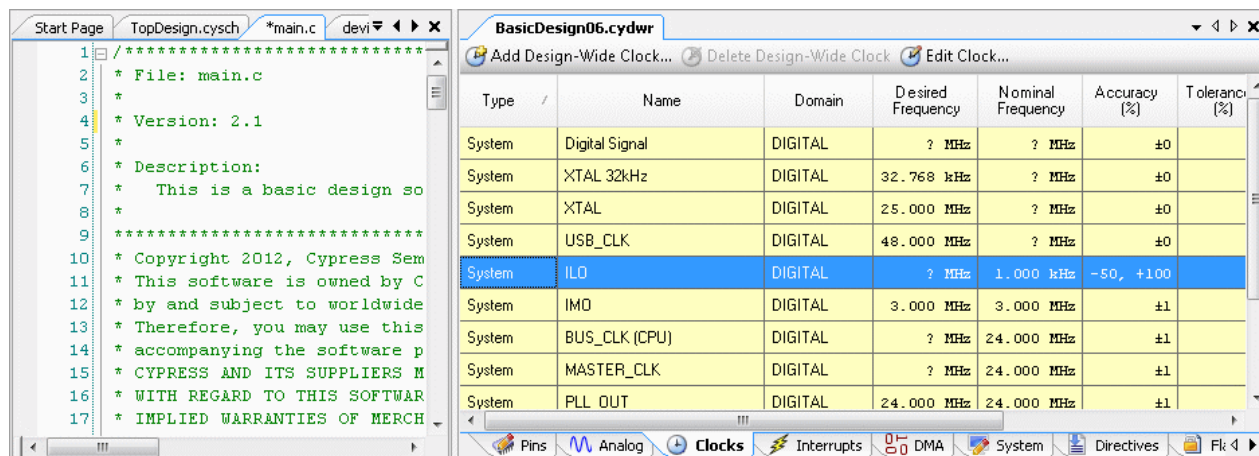 Start Page TopDesign.cysch *main.c devi
1 /*****************************
2 * File: main.c
3 *
4 * Version: 2.1
5 *
6 * Description:
7 *   This is a basic design so
8 *
9 ******************************
10 * Copyright 2012, Cypress Sem
11 * This software is owned by C
12 * by and subject to worldwide
13 * Therefore, you may use this
14 * accompanying the software p
15 * CYPRESS AND ITS SUPPLIERS M
16 * WITH REGARD TO THIS SOFTWAR
17 * IMPLIED WARRANTIES OF MERCH
BasicDesign06.cydwr
Add Design-Wide Clock... Delete Design-Wide Clock Edit Clock...
Type / Name Domain Desired Frequency Nominal Frequency Accuracy (%) Toleranc (%)
System Digital Signal DIGITAL ? MHz ? MHz ±0
System XTAL 32kHz DIGITAL 32.768 kHz ? MHz ±0
System XTAL DIGITAL 25.000 MHz ? MHz ±0
System USB_CLK DIGITAL 48.000 MHz ? MHz ±0
System ILO DIGITAL ? MHz 1.000 kHz -50, +100
System IMO DIGITAL 3.000 MHz 3.000 MHz ±1
System BUS_CLK (CPU) DIGITAL ? MHz 24.000 MHz ±1
System MASTER_CLK DIGITAL ? MHz 24.000 MHz ±1
System PLL_OUT DIGITAL 24.000 MHz 24.000 MHz ±1
Pins Analog Clocks Interrupts DMA System Directives Fla